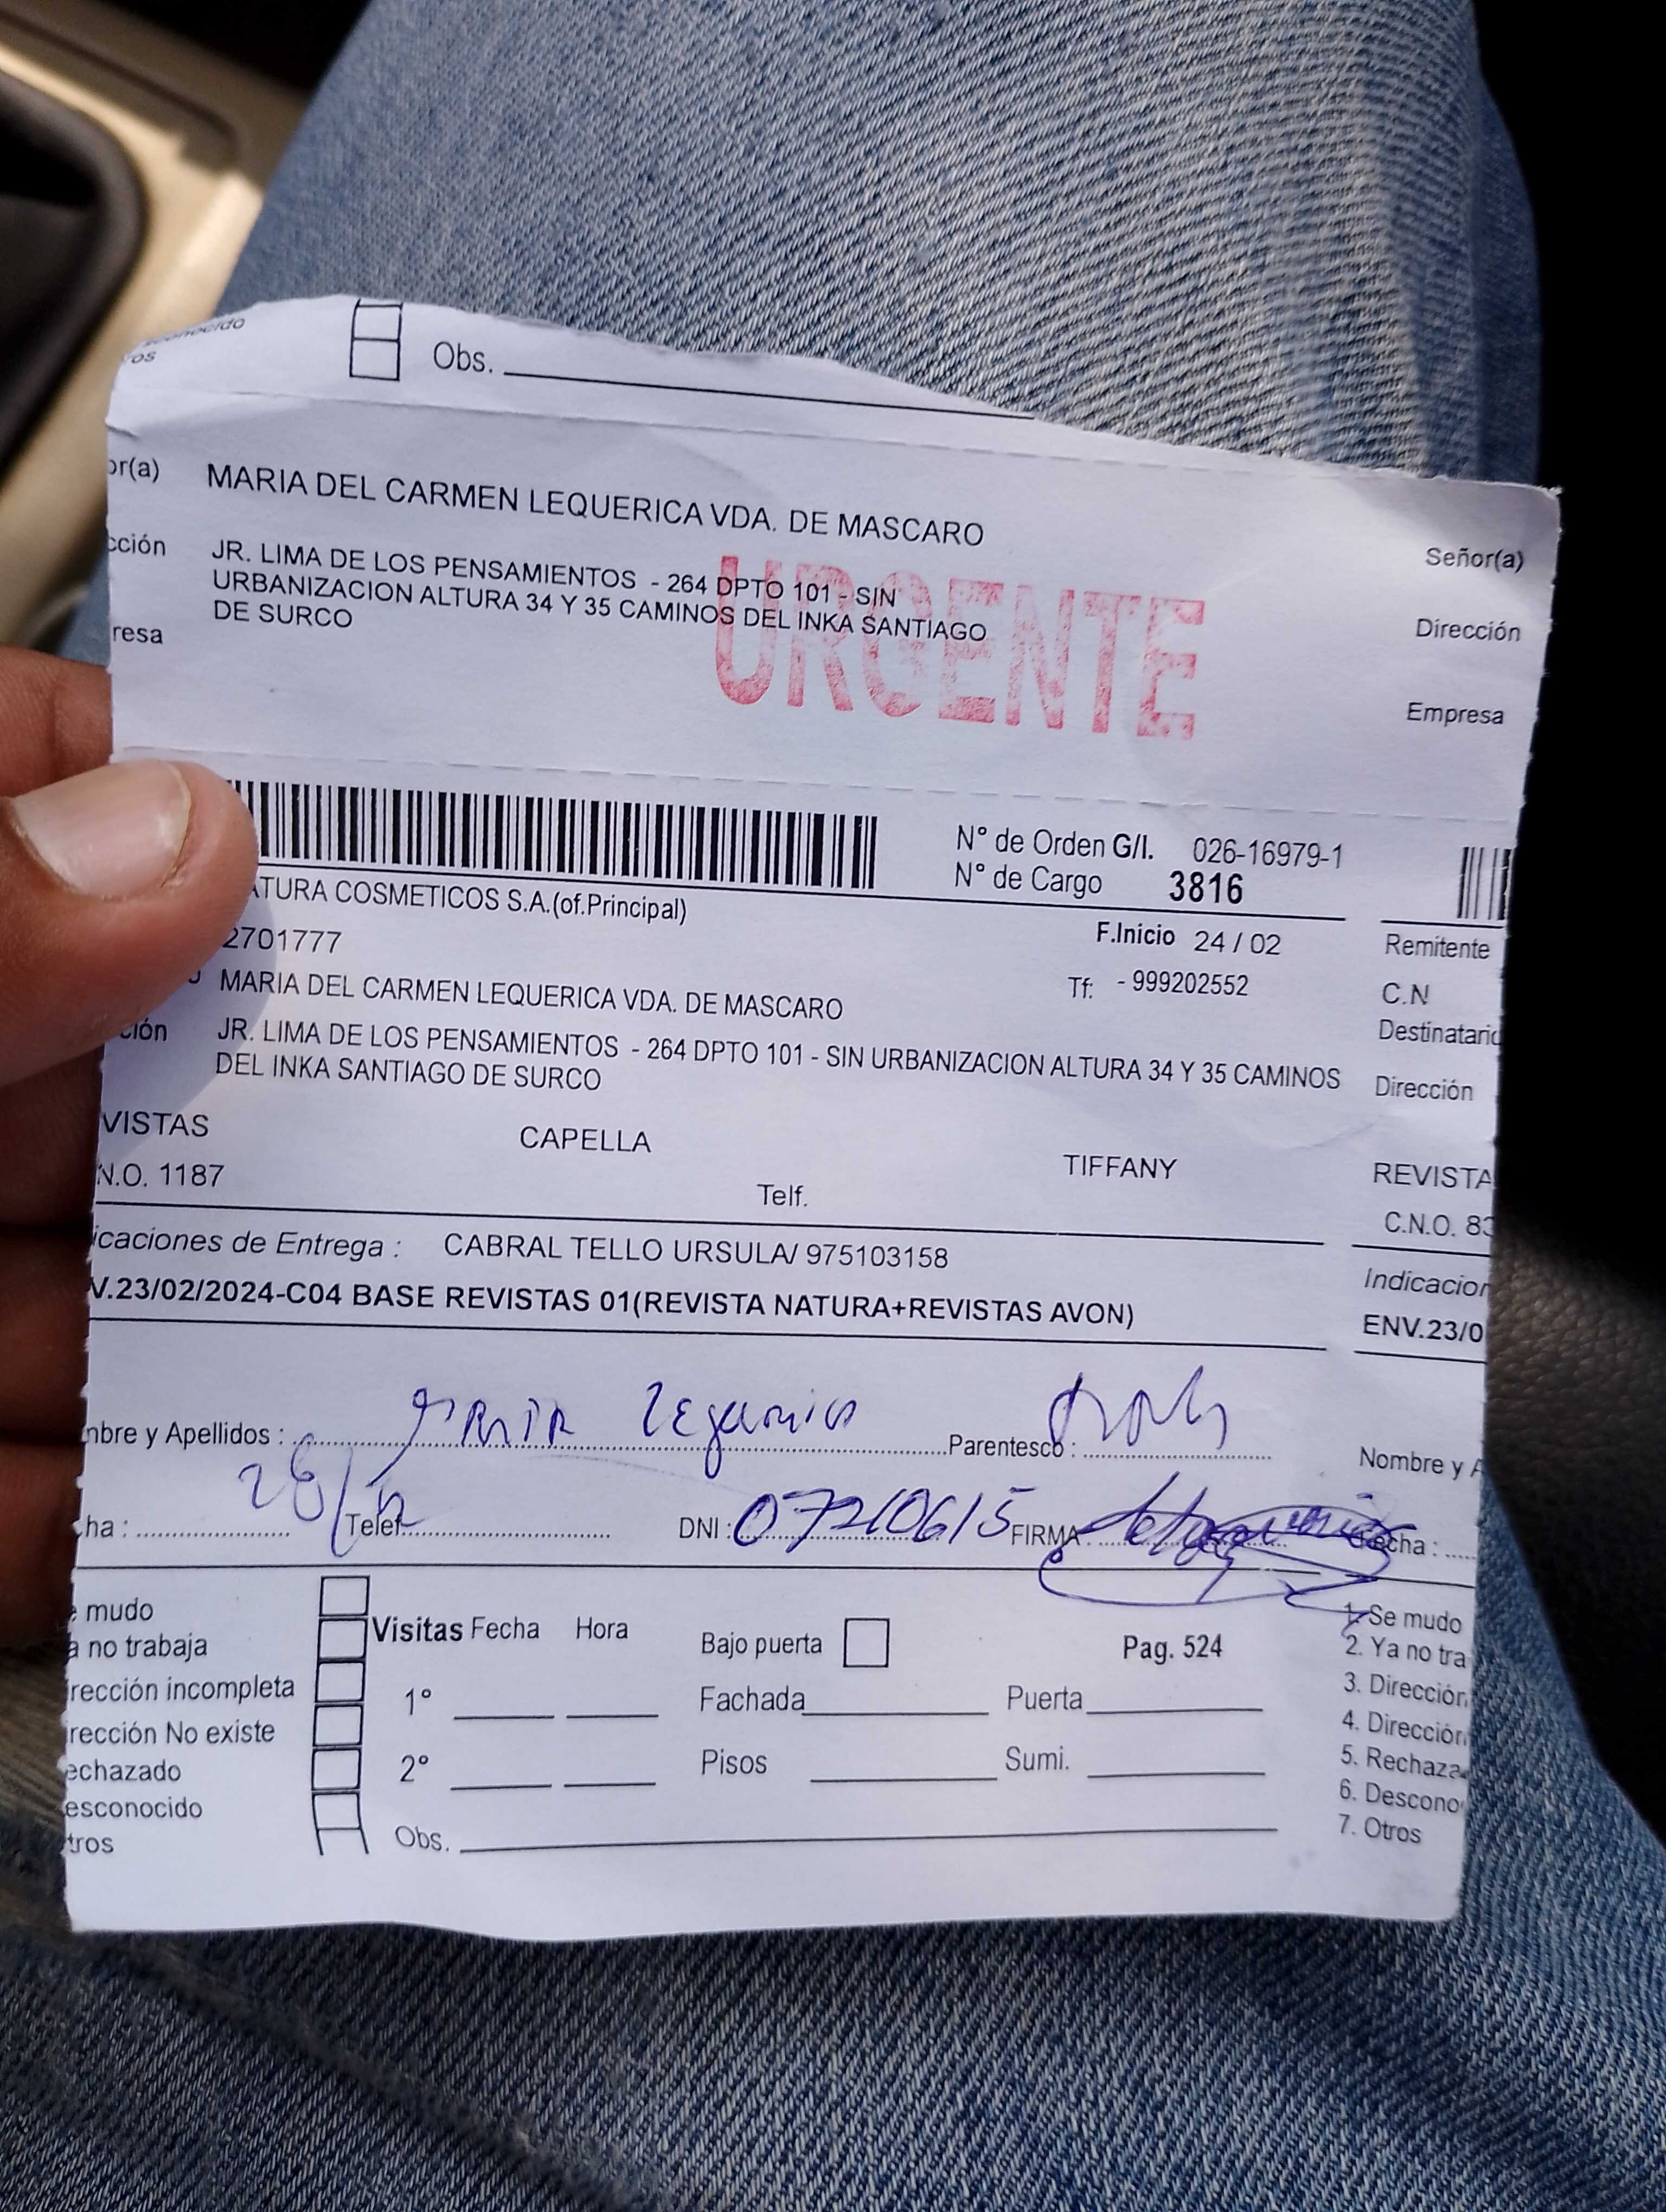 Obs.
or(a) MARIA DEL CARMEN LEQUERICA VDA. DE MASCARO
Señor(a)
cción JR. LIMA DE LOS PENSAMIENTOS - 264 DPTO 101 - SIN
URBANIZACION ALTURA 34 Y 35 CAMINOS DEL INKA SANTIAGO
DE SURCO
Dirección
resa
Empresa
URGENTE
N° de Orden G/I. 026-16979-1
N° de Cargo 3816
ATURA COSMETICOS S.A.(of.Principal)
F.Inicio 24 / 02
Remitente
2701777
Tf: - 999202552
C.N
MARIA DEL CARMEN LEQUERICA VDA. DE MASCARO
Destinatario
ción JR. LIMA DE LOS PENSAMIENTOS - 264 DPTO 101 - SIN URBANIZACION ALTURA 34 Y 35 CAMINOS
DEL INKA SANTIAGO DE SURCO
Dirección
VISTAS CAPELLA TIFFANY REVISTA
N.O. 1187 Telf. C.N.O. 83
icaciones de Entrega : CABRAL TELLO URSULA/ 975103158
Indicacion
V.23/02/2024-C04 BASE REVISTAS 01(REVISTA NATURA+REVISTAS AVON)
ENV.23/0
mbre y Apellidos : Parentesco :
Nombre y A
cha : Telef. DNI : 07210615 FIRMA : Fecha :
e mudo
Visitas Fecha Hora Bajo puerta Pag. 524
1. Se mudo
a no trabaja
2. Ya no tra
rección incompleta
1° Fachada Puerta
3. Dirección
rección No existe
4. Dirección
echazado
2° Pisos Sumi.
5. Rechaza
esconocido
6. Descono
tros
Obs.
7. Otros